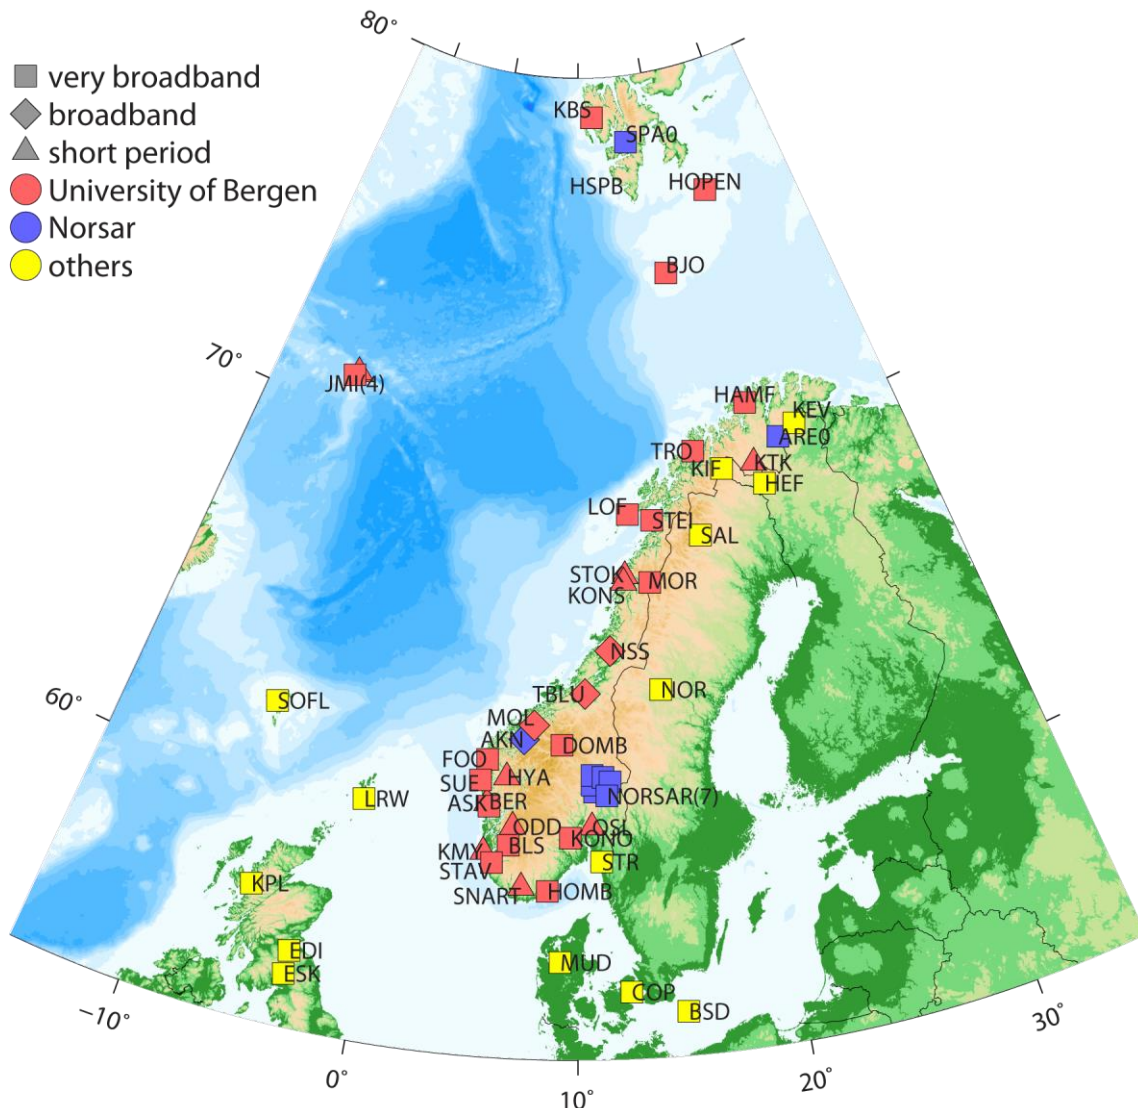 80°
very broadband
broadband
short period
University of Bergen
Norsar
others
KBS
SPA0
HSPB
HOPEN
BJO
70°
JMI(4)
HAMF
KEV
ARE0
TRO
KTK
KIF
HEF
LOF
STEI
SAL
STOK
MOR
KONS
NSS
60°
SOFL
TBLU
NOR
MOL
AKN
DOMB
FOO
SUE
HYA
ASK
BER
NORSAR(7)
LRW
ODD
OSL
KONO
BLS
KMY
STAV
STR
KPL
SNART
HOMB
EDI
ESK
MUD
COP
BSD
−10°
0°
10°
20°
30°